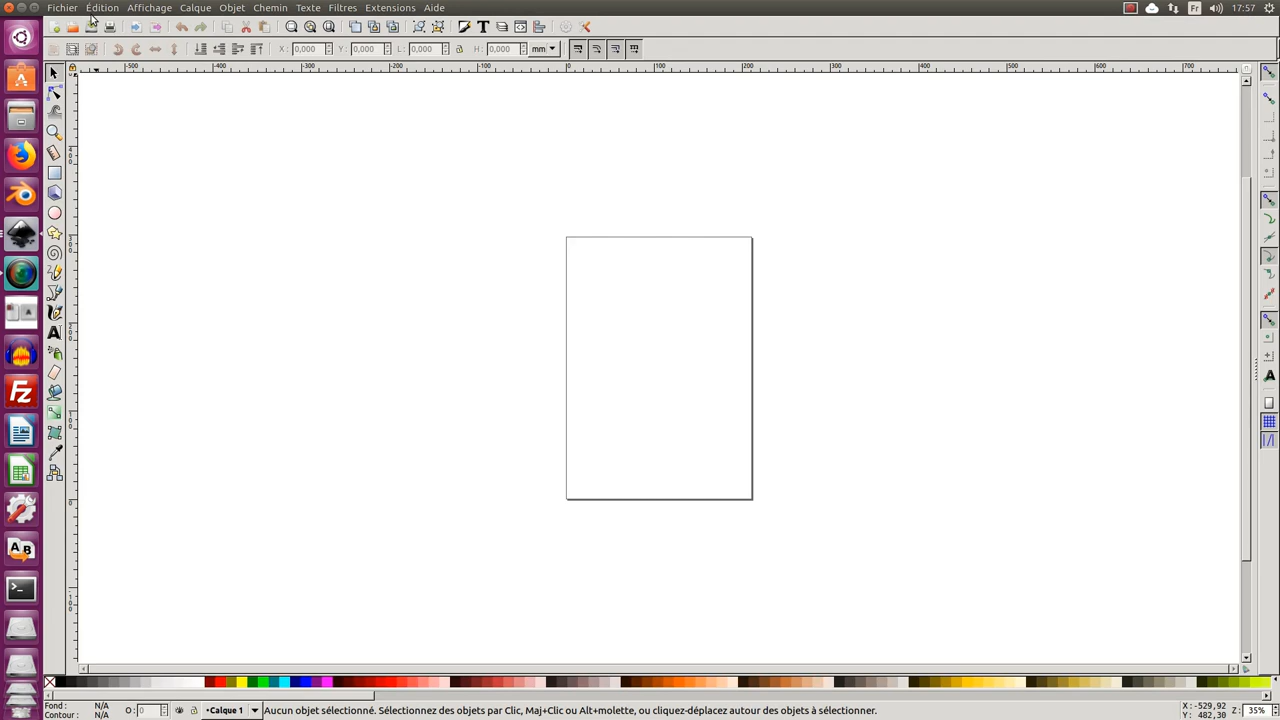 Fichier Édition Affichage Calque Objet Chemin Texte Filtres Extensions Aide Fr 17:57
X: 0,000 Y: 0,000 L: 0,000 H: 0,000 mm
-500 -300 -200 -100 0 100 200 300 400 500 600 700
Fond : N/A O: 0 •Calque 1 Aucun objet sélectionné. Sélectionnez des objets par Clic, Maj+Clic ou Alt+molette, ou cliquez-déplacez autour des objets à sélectionner. X: -529,92 Z: 35%
Contour : N/A Y: 482,30